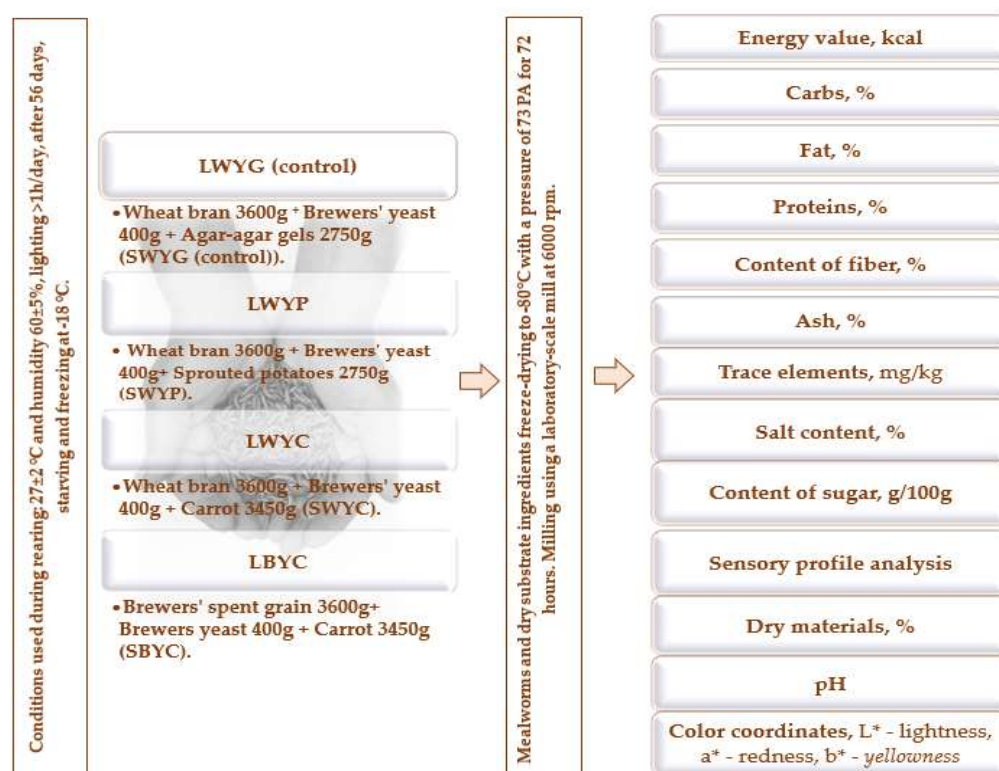 Conditions used during rearing: 27±2 °C and humidity 60±5%, lighting >1h/day, after 56 days,
starving and freezing at -18 °C.
LWYG (control)
•Wheat bran 3600g + Brewers' yeast
400g + Agar-agar gels 2750g
(SWYG (control)).
LWYP
• Wheat bran 3600g + Brewers' yeast
400g+ Sprouted potatoes 2750g
(SWYP).
LWYC
•Wheat bran 3600g + Brewers' yeast
400g + Carrot 3450g (SWYC).
LBYC
•Brewers' spent grain 3600g+
Brewers yeast 400g + Carrot 3450g
(SBYC).
Mealworms and dry substrate ingredients freeze-drying to -80°C with a pressure of 73 PA for 72
hours. Milling using a laboratory-scale mill at 6000 rpm.
Energy value, kcal
Carbs, %
Fat, %
Proteins, %
Content of fiber, %
Ash, %
Trace elements, mg/kg
Salt content, %
Content of sugar, g/100g
Sensory profile analysis
Dry materials, %
pH
Color coordinates, L* - lightness,
a* - redness, b* - yellowness